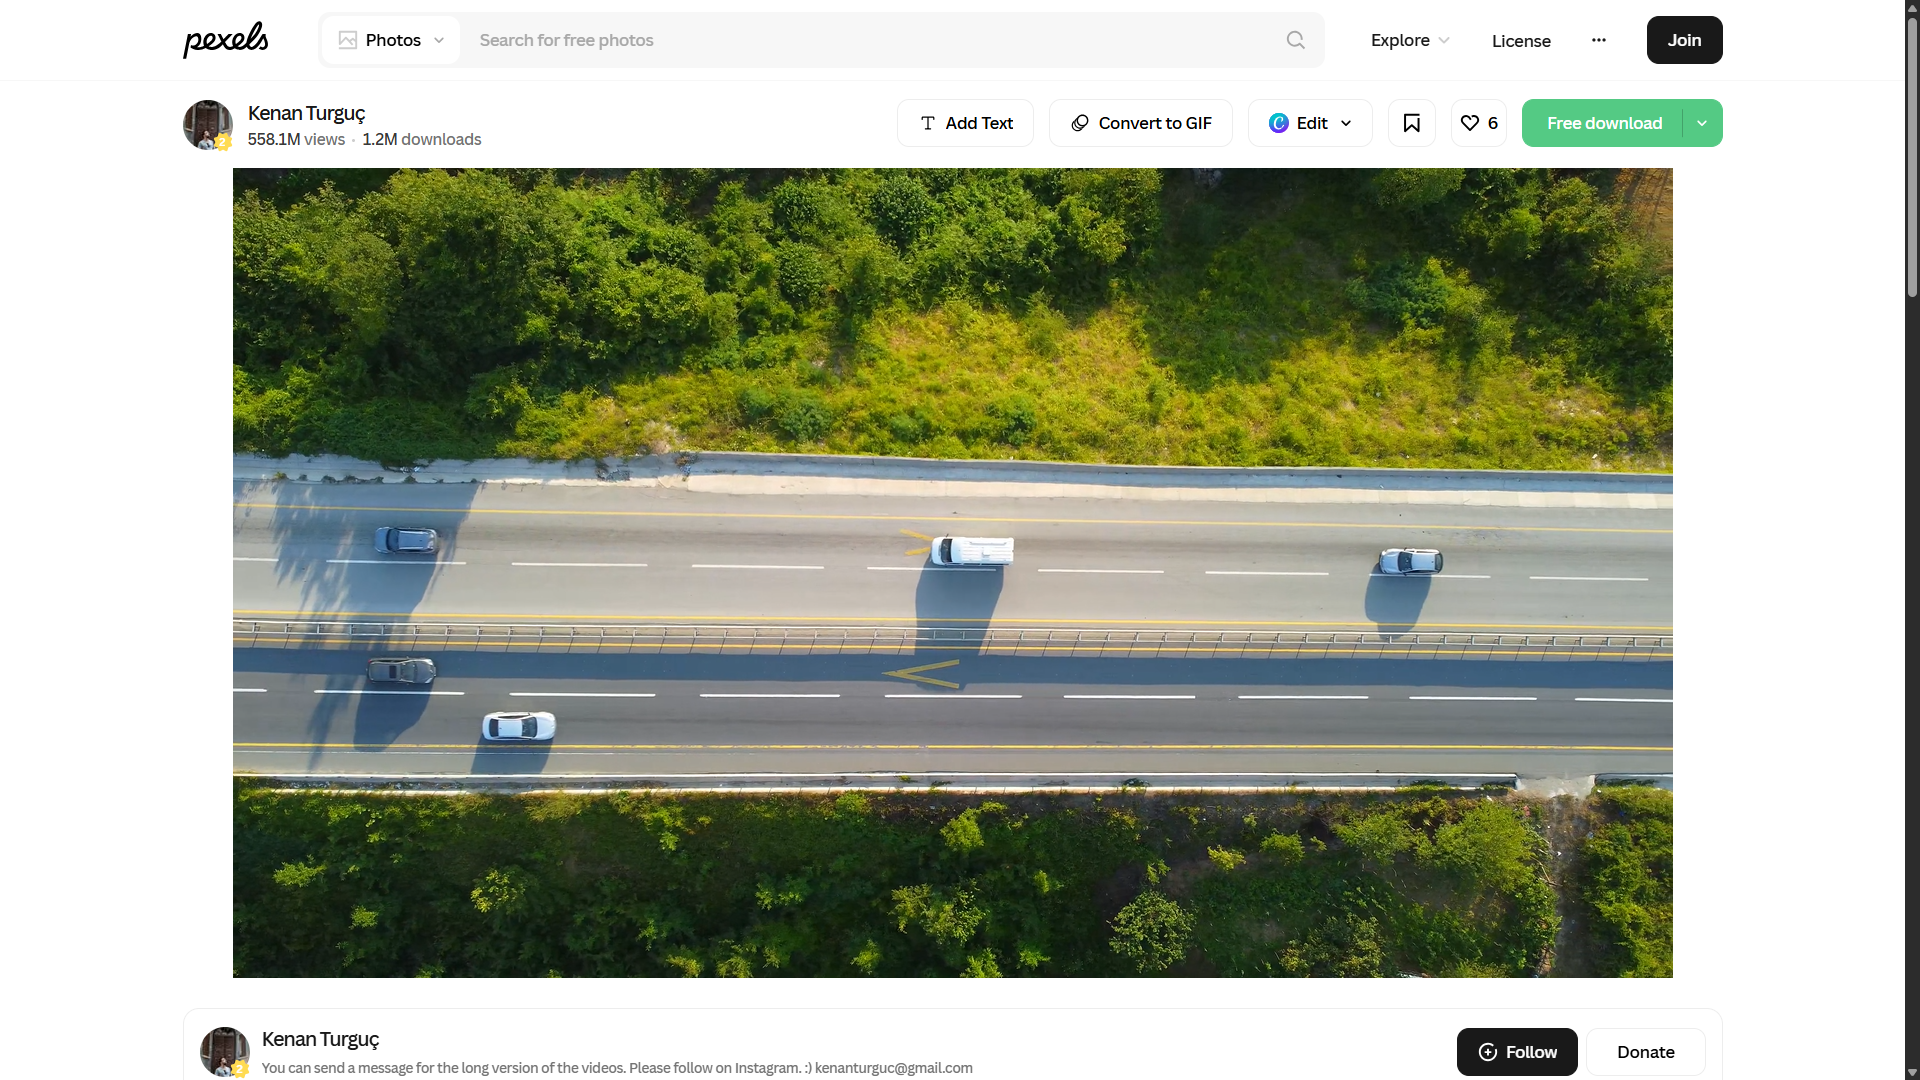 pexels
Photos
Search for free photos
Explore
License
Join
Kenan Turguç
558.1M views · 1.2M downloads
Add Text
Convert to GIF
Edit
6
Free download
Kenan Turguç
You can send a message for the long version of the videos. Please follow on Instagram. :) kenanturguc@gmail.com
Follow
Donate